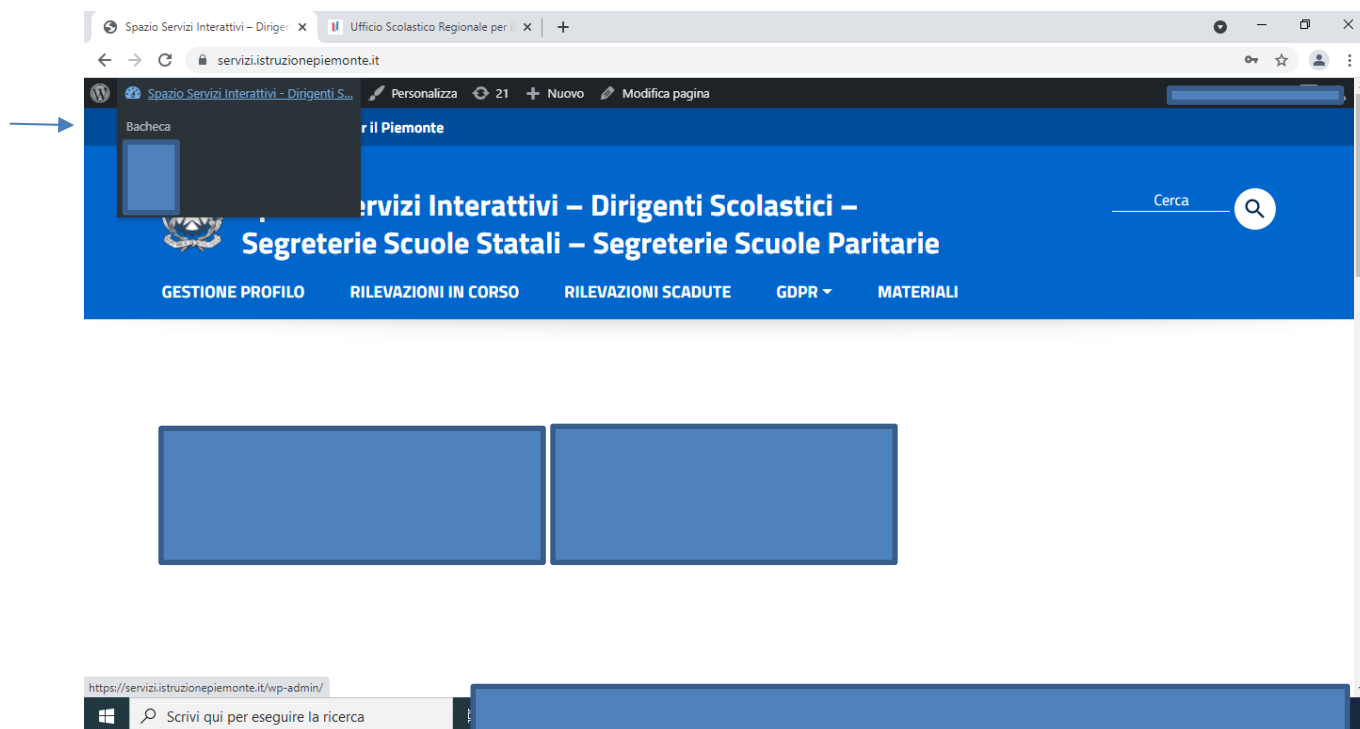 Spazio Servizi Interattivi – Dirige
Ufficio Scolastico Regionale per i
servizi.istruzionepiemonte.it
Spazio Servizi Interattivi - Dirigenti S...
Personalizza
21
Nuovo
Modifica pagina
Bacheca
r il Piemonte
ervizi Interattivi – Dirigenti Scolastici –
Segreterie Scuole Statali – Segreterie Scuole Paritarie
Cerca
GESTIONE PROFILO
RILEVAZIONI IN CORSO
RILEVAZIONI SCADUTE
GDPR
MATERIALI
https://servizi.istruzionepiemonte.it/wp-admin/
Scrivi qui per eseguire la ricerca